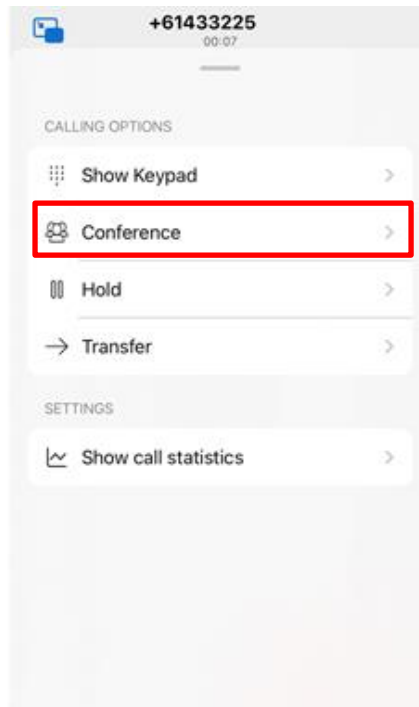 +61433225
00:07
CALLING OPTIONS
Show Keypad
Conference
Hold
Transfer
SETTINGS
Show call statistics